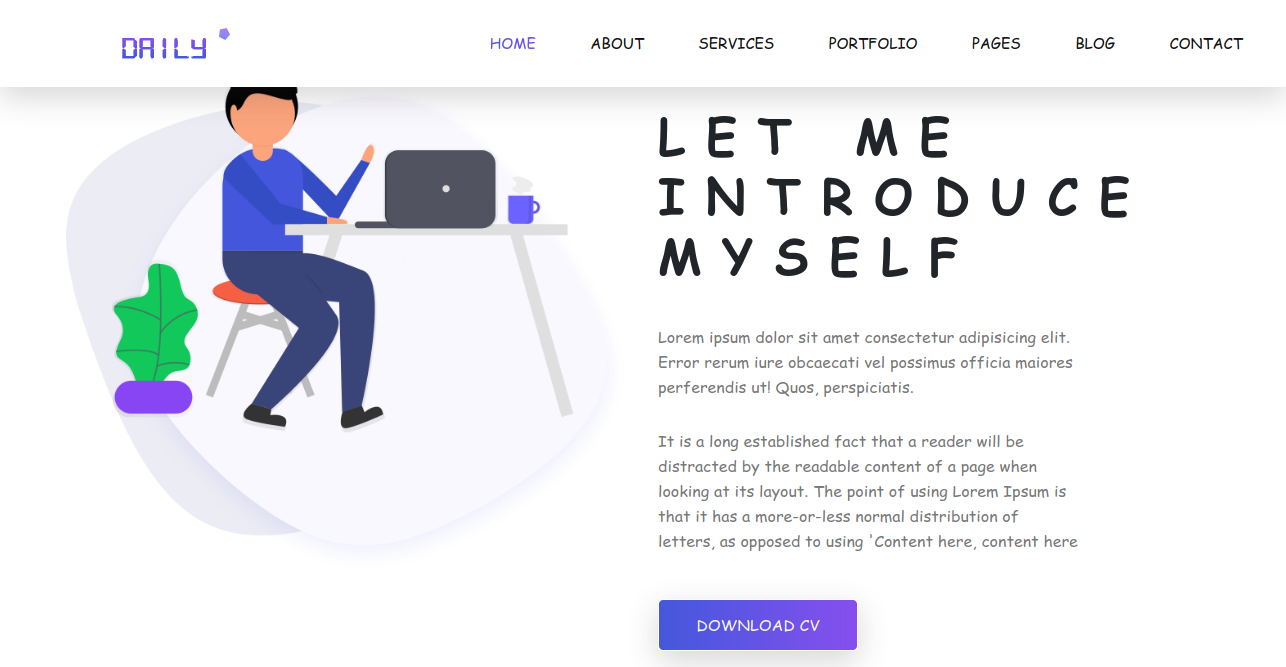 DAILY
HOME ABOUT SERVICES PORTFOLIO PAGES BLOG CONTACT
LET ME
INTRODUCE
MYSELF
Lorem ipsum dolor sit amet consectetur adipisicing elit.
Error rerum iure obcaecati vel possimus officia maiores
perferendis ut! Quos, perspiciatis.
It is a long established fact that a reader will be
distracted by the readable content of a page when
looking at its layout. The point of using Lorem Ipsum is
that it has a more-or-less normal distribution of
letters, as opposed to using 'Content here, content here
DOWNLOAD CV